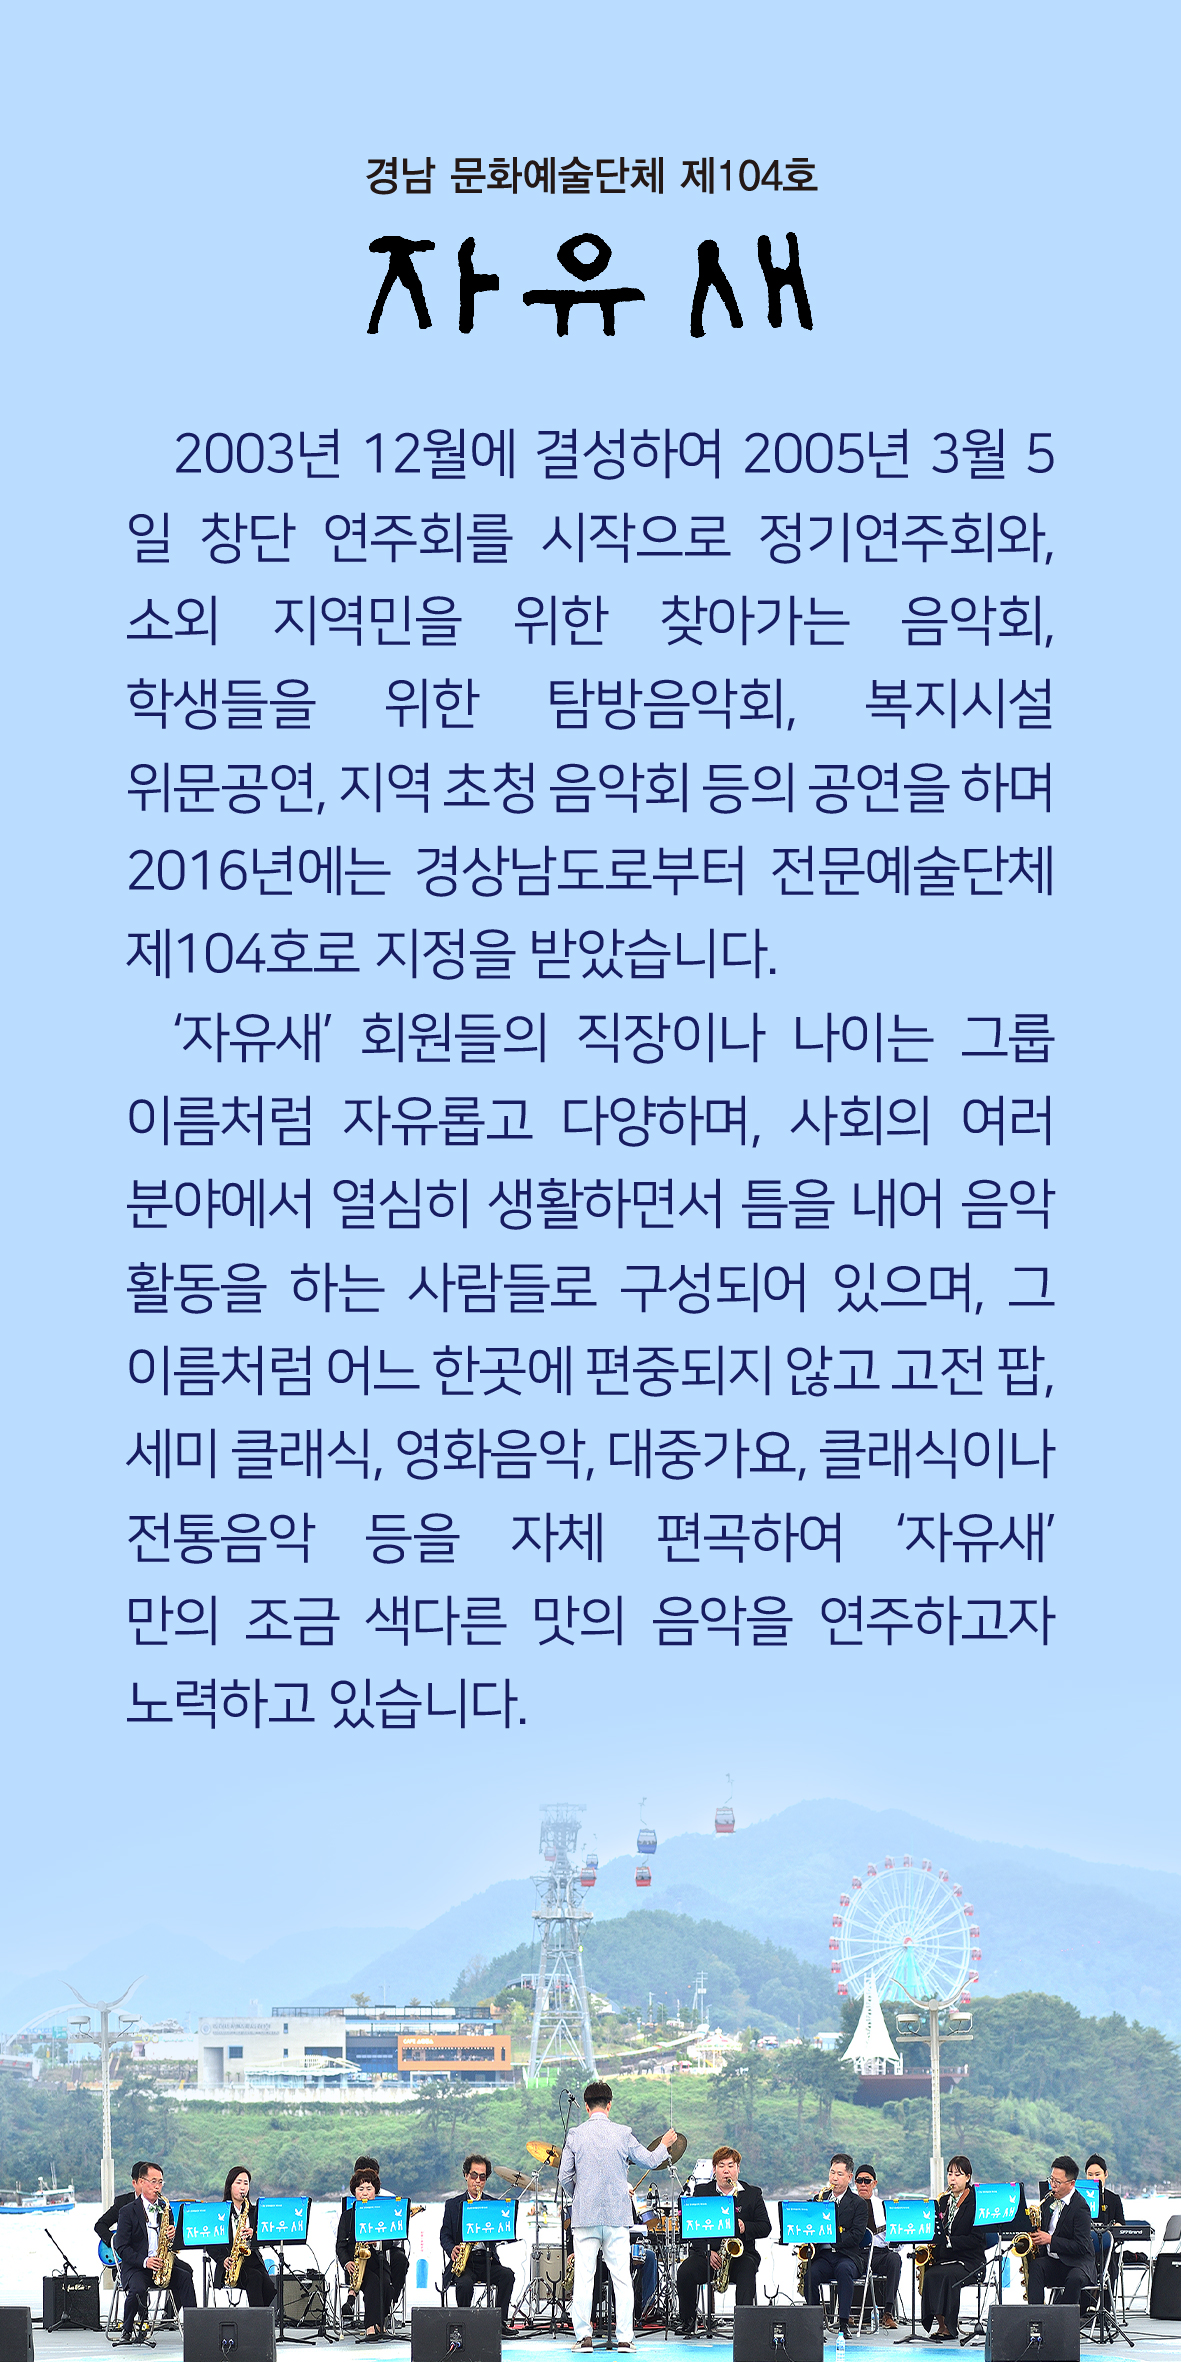 경남 문화예술단체 제104호
자유새
2003년 12월에 결성하여 2005년 3월 5
일 창단 연주회를 시작으로 정기연주회와,
소외 지역민을 위한 찾아가는 음악회,
학생들을 위한 탐방음악회, 복지시설
위문공연, 지역 초청 음악회 등의 공연을 하며
2016년에는 경상남도로부터 전문예술단체
제104호로 지정을 받았습니다.
‘자유새’ 회원들의 직장이나 나이는 그룹
이름처럼 자유롭고 다양하며, 사회의 여러
분야에서 열심히 생활하면서 틈을 내어 음악
활동을 하는 사람들로 구성되어 있으며, 그
이름처럼 어느 한곳에 편중되지 않고 고전 팝,
세미 클래식, 영화음악, 대중가요, 클래식이나
전통음악 등을 자체 편곡하여 ‘자유새’
만의 조금 색다른 맛의 음악을 연주하고자
노력하고 있습니다.
자유새
자유새
자유새
자유새
자유새
자유새
자유새
자유새